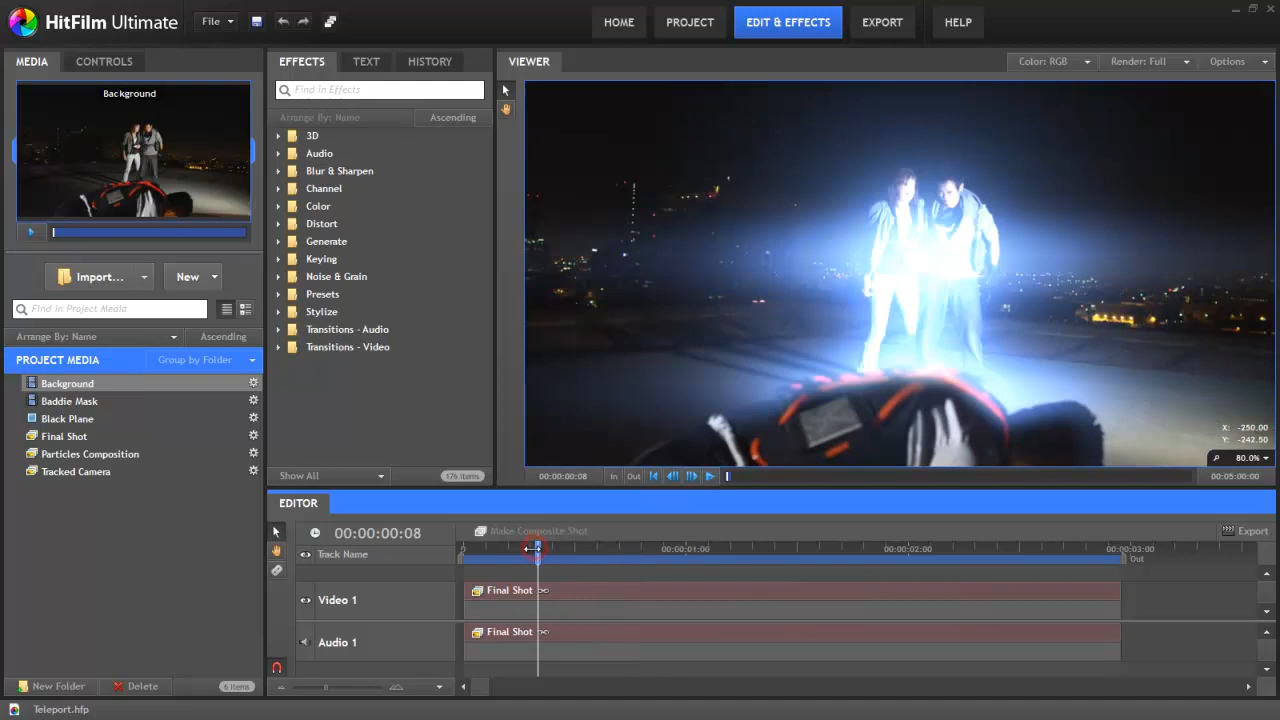 HitFilm Ultimate
File
HOME
PROJECT
EDIT & EFFECTS
EXPORT
HELP
MEDIA
CONTROLS
EFFECTS
TEXT
HISTORY
VIEWER
Color: RGB
Render: Full
Options
Background
Find in Effects
Arrange By: Name
Ascending
3D
Audio
Blur & Sharpen
Channel
Color
Distort
Generate
Keying
Noise & Grain
Presets
Stylize
Transitions - Audio
Transitions - Video
Import...
New
Find in Project Media
Arrange By: Name
Ascending
PROJECT MEDIA
Group by Folder
Background
Baddie Mask
Black Plane
Final Shot
Particles Composition
Tracked Camera
X: -250.00
Y: -242.50
80.0%
Show All
176 Items
00:00:00:08
In
Out
00:05:00:00
EDITOR
00:00:00:08
Make Composite Shot
Export
Track Name
0
00:00:01:00
00:00:02:00
00:00:03:00
Out
Video 1
Final Shot
Audio 1
Final Shot
New Folder
Delete
6 Items
Teleport.hfp